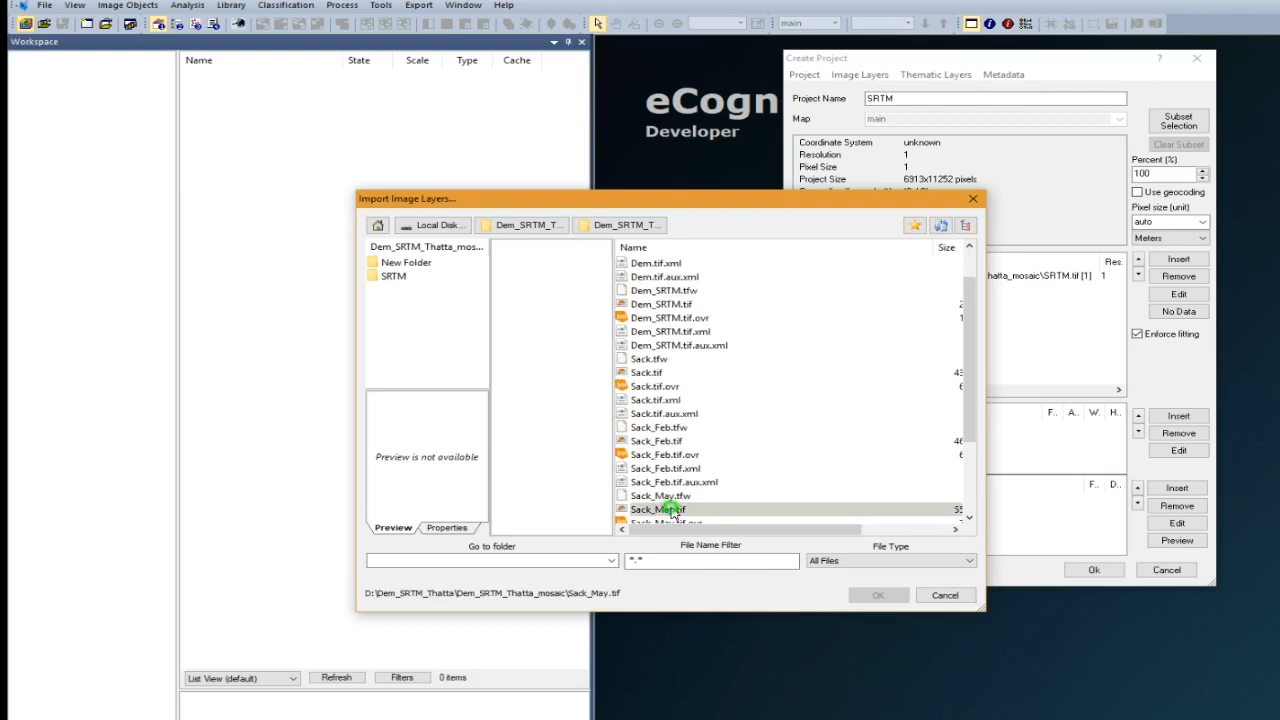 File View Image Objects Analysis Library Classification Process Tools Export Window Help
main
Workspace
Name State Scale Type Cache
eCogn
Developer
Create Project
Project Image Layers Thematic Layers Metadata
Project Name SRTM
Map main
Subset Selection
Clear Subset
Coordinate System unknown
Resolution 1
Pixel Size 1
Project Size 6913x11252 pixels
Percent (%)
100
Use geocoding
Pixel size (unit)
auto
Meters
Res.
hatta_mosaic\SRTM.tif [1] 1
Insert
Remove
Edit
No Data
Enforce fitting
F.. A.. W.. H..
Insert
Remove
Edit
F.. D..
Insert
Remove
Edit
Preview
Ok Cancel
Import Image Layers...
Local Disk... Dem_SRTM_T... Dem_SRTM_T...
Dem_SRTM_Thatta_mos...
New Folder
SRTM
Preview is not available
Preview Properties
Name Size
Dem.tif.xml
Dem.tif.aux.xml
Dem_SRTM.tfw
Dem_SRTM.tif 2
Dem_SRTM.tif.ovr 1
Dem_SRTM.tif.xml
Dem_SRTM.tif.aux.xml
Sack.tfw
Sack.tif 43
Sack.tif.ovr 6
Sack.tif.xml
Sack.tif.aux.xml
Sack_Feb.tfw
Sack_Feb.tif 46
Sack_Feb.tif.ovr 6
Sack_Feb.tif.xml
Sack_Feb.tif.aux.xml
Sack_May.tfw
Sack_May.tif 55
Go to folder File Name Filter File Type
"*.*" All Files
D:\Dem_SRTM_Thatta\Dem_SRTM_Thatta_mosaic\Sack_May.tif
OK Cancel
List View (default) Refresh Filters 0 items